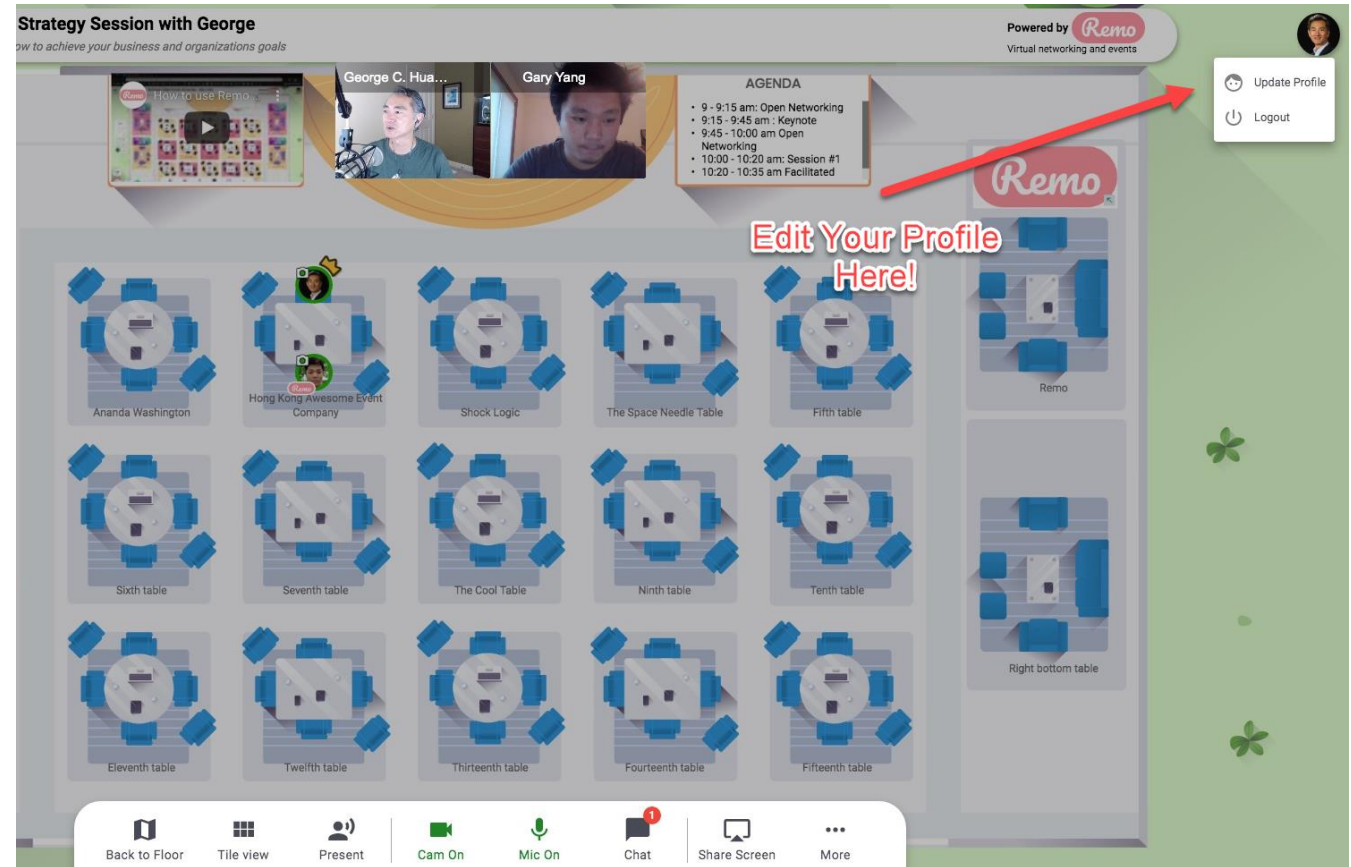 Strategy Session with George
ow to achieve your business and organizations goals
Powered by Remo
Virtual networking and events
Update Profile
Logout
Remo How to use Remo
George C. Hua...
Gary Yang
AGENDA
• 9 - 9:15 am: Open Networking
• 9:15 - 9:45 am : Keynote
• 9:45 - 10:00 am Open
Networking
• 10:00 - 10:20 am: Session #1
• 10:20 - 10:35 am Facilitated
Remo
Edit Your Profile
Here!
Remo
Ananda Washington
Remo
Hong Kong Awesome Event
Company
Shock Logic
The Space Needle Table
Fifth table
Remo
Sixth table
Seventh table
The Cool Table
Ninth table
Tenth table
Right bottom table
Eleventh table
Twelfth table
Thirteenth table
Fourteenth table
Fifteenth table
1
Back to Floor
Tile view
Present
Cam On
Mic On
Chat
Share Screen
More